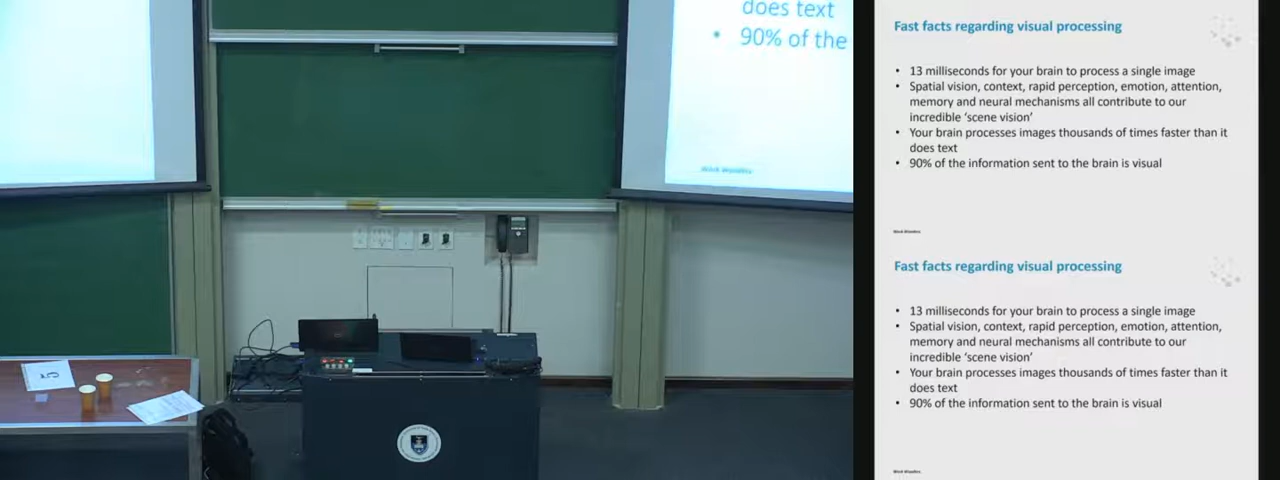 does text
• 90% of the
Fast facts regarding visual processing
• 13 milliseconds for your brain to process a single image
• Spatial vision, context, rapid perception, emotion, attention,
memory and neural mechanisms all contribute to our
incredible ‘scene vision’
• Your brain processes images thousands of times faster than it
does text
• 90% of the information sent to the brain is visual
Fast facts regarding visual processing
• 13 milliseconds for your brain to process a single image
• Spatial vision, context, rapid perception, emotion, attention,
memory and neural mechanisms all contribute to our
incredible ‘scene vision’
• Your brain processes images thousands of times faster than it
does text
• 90% of the information sent to the brain is visual